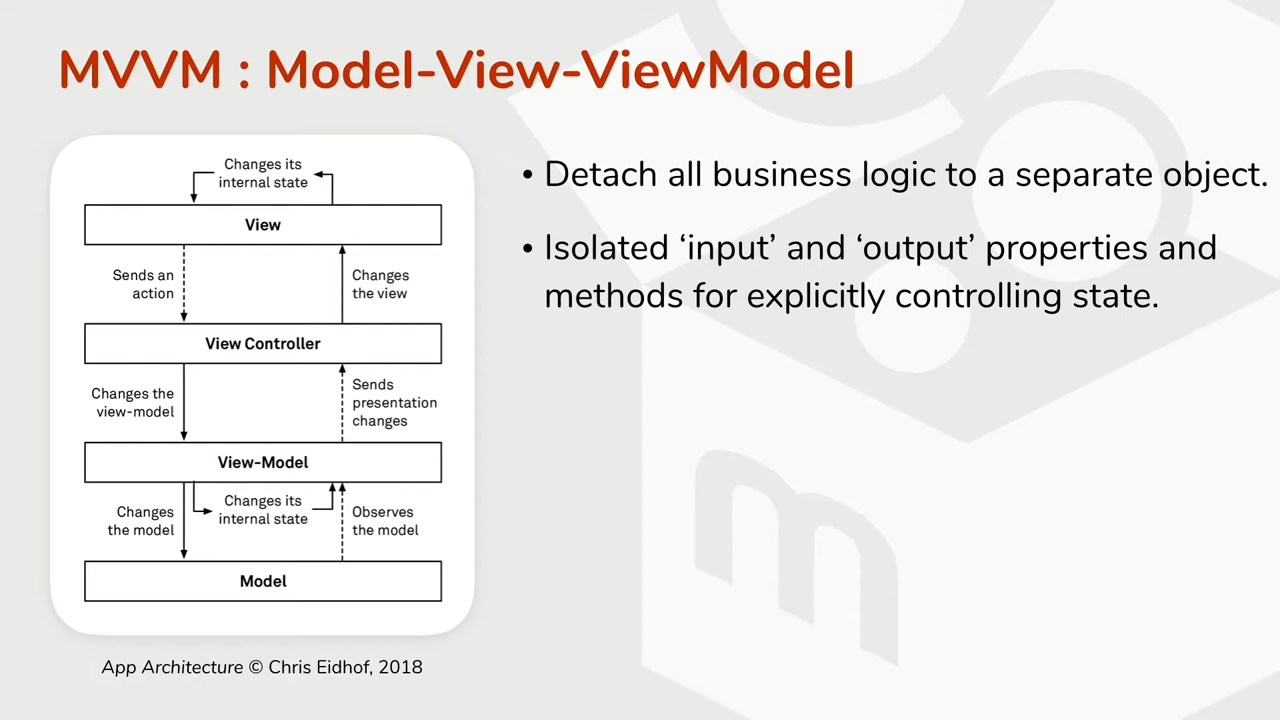 MVVM : Model-View-ViewModel
Changes its
internal state
View
Sends an
action
Changes
the view
View Controller
Changes the
view-model
Sends
presentation
changes
View-Model
Changes
the model
Changes its
internal state
Observes
the model
Model
App Architecture © Chris Eidhof, 2018
• Detach all business logic to a separate object.
• Isolated ‘input’ and ‘output’ properties and
methods for explicitly controlling state.
m